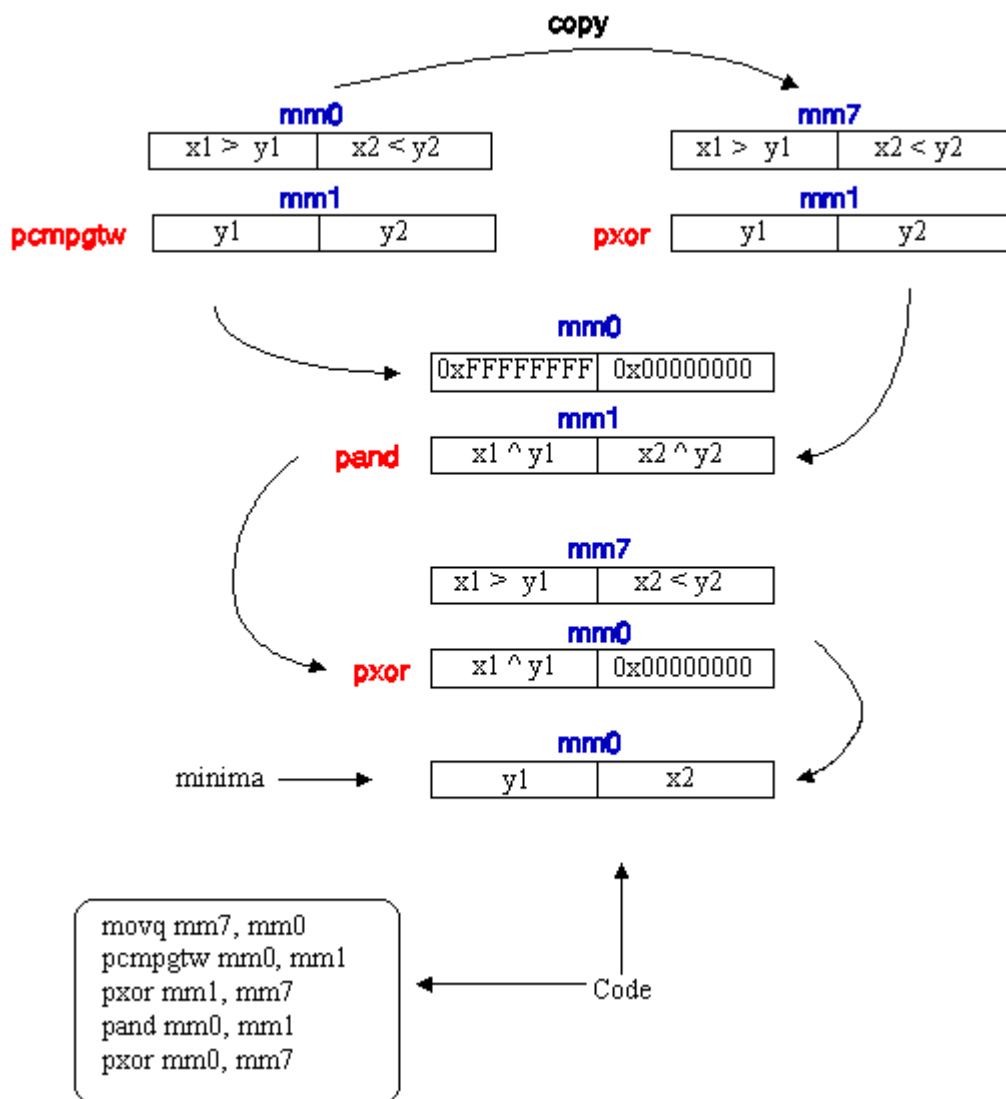 copy
mm0
mm7
x1 > y1 x2 < y2
x1 > y1 x2 < y2
mm1
mm1
pcmpgtw y1 y2
pxor y1 y2
mm0
0xFFFFFFFF 0x00000000
mm1
pand x1 ^ y1 x2 ^ y2
mm7
x1 > y1 x2 < y2
mm0
pxor x1 ^ y1 0x00000000
mm0
minima y1 x2
movq mm7, mm0
pcmpgtw mm0, mm1
pxor mm1, mm7
pand mm0, mm1
pxor mm0, mm7
Code